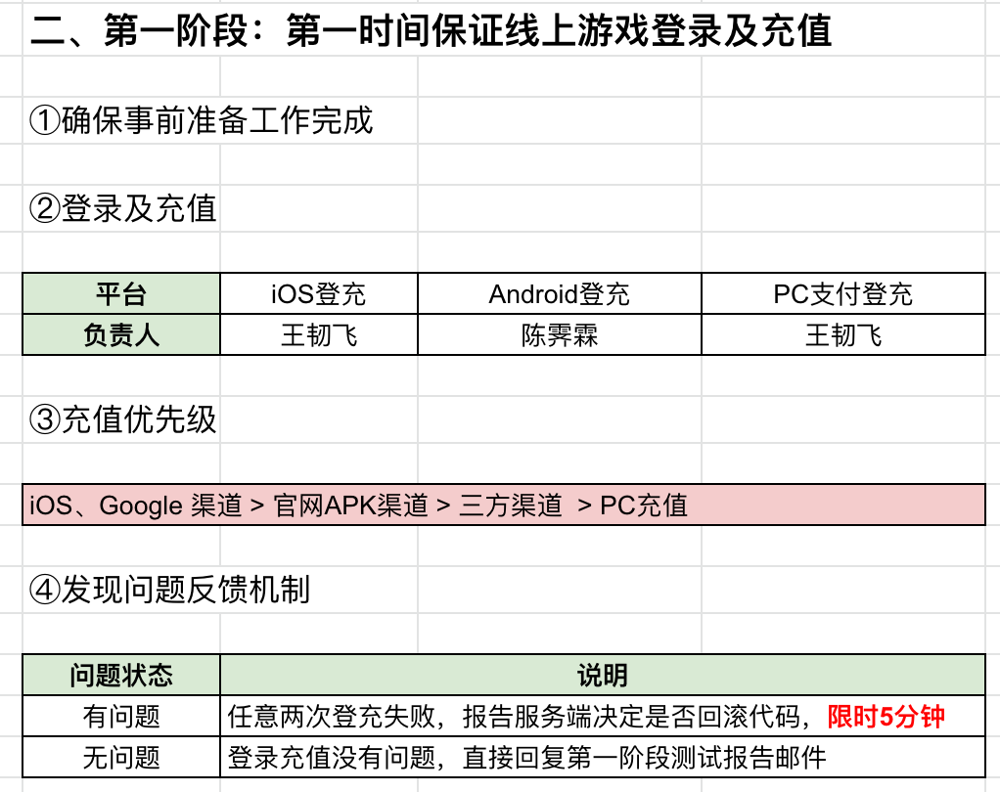 二、第一阶段：第一时间保证线上游戏登录及充值
①确保事前准备工作完成
②登录及充值
平台 iOS登充 Android登充 PC支付登充
负责人 王韧飞 陈霁霖 王韧飞
③充值优先级
iOS、Google 渠道 > 官网APK渠道 > 三方渠道 > PC充值
④发现问题反馈机制
问题状态 说明
有问题 任意两次登充失败，报告服务端决定是否回滚代码，限时5分钟
无问题 登录充值没有问题，直接回复第一阶段测试报告邮件